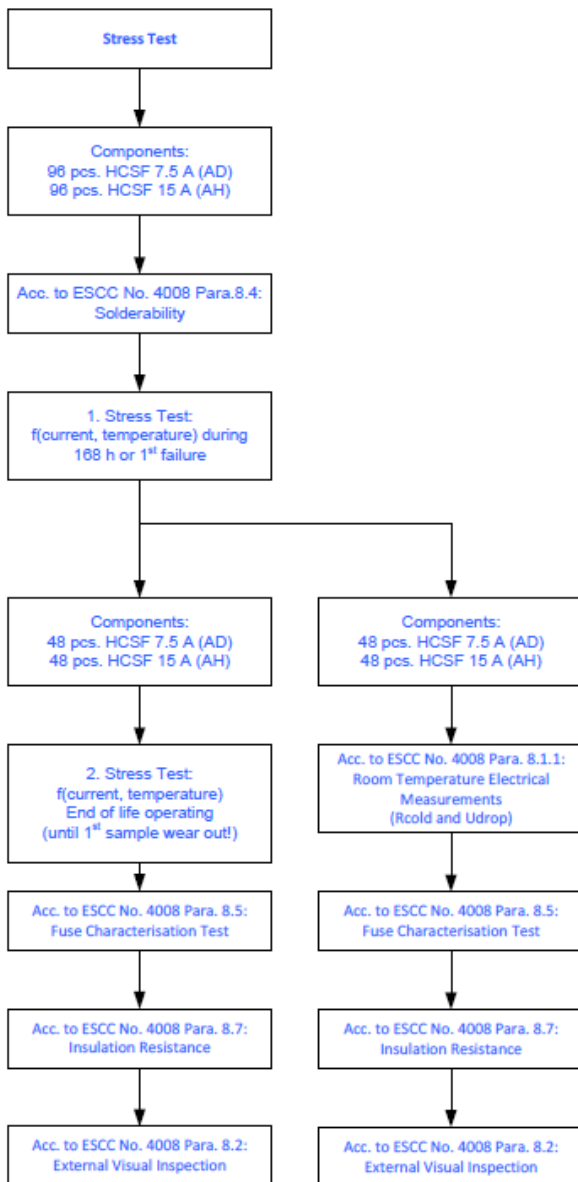 Stress Test
Components:
96 pcs. HCSF 7.5 A (AD)
96 pcs. HCSF 15 A (AH)
Acc. to ESCC No. 4008 Para.8.4:
Solderability
1. Stress Test:
f(current, temperature) during
168 h or 1st failure
Components:
48 pcs. HCSF 7.5 A (AD)
48 pcs. HCSF 15 A (AH)
2. Stress Test:
f(current, temperature)
End of life operating
(until 1st sample wear out!)
Acc. to ESCC No. 4008 Para. 8.5:
Fuse Characterisation Test
Acc. to ESCC No. 4008 Para. 8.7:
Insulation Resistance
Acc. to ESCC No. 4008 Para. 8.2:
External Visual Inspection
Components:
48 pcs. HCSF 7.5 A (AD)
48 pcs. HCSF 15 A (AH)
Acc. to ESCC No. 4008 Para. 8.1.1:
Room Temperature Electrical
Measurements
(Rcold and Udrop)
Acc. to ESCC No. 4008 Para. 8.5:
Fuse Characterisation Test
Acc. to ESCC No. 4008 Para. 8.7:
Insulation Resistance
Acc. to ESCC No. 4008 Para. 8.2:
External Visual Inspection